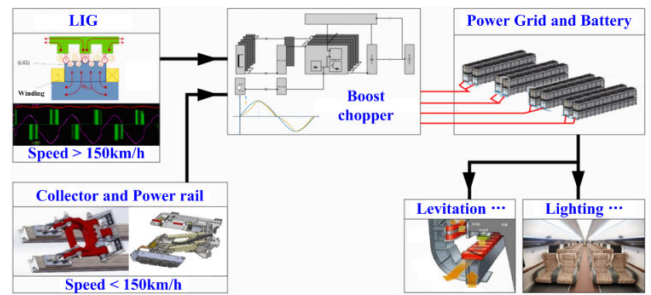 LIG
Winding
Speed > 150km/h
Boost
chopper
Power Grid and Battery
Collector and Power rail
Speed < 150km/h
Levitation ···
Lighting ···